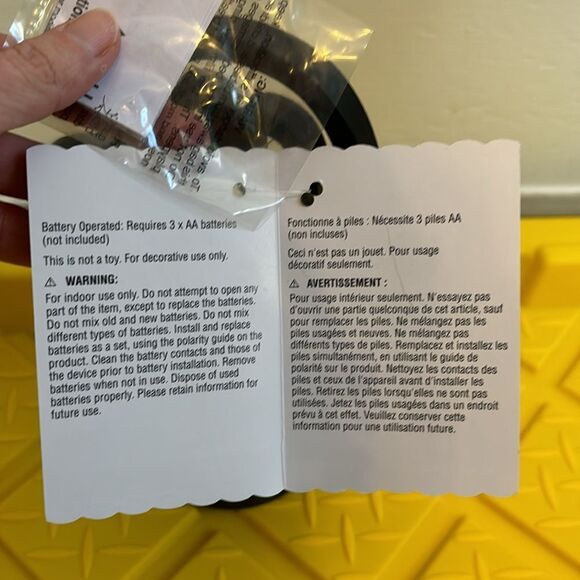 Battery Operated: Requires 3 x AA batteries
(not included)
This is not a toy. For decorative use only.
⚠ WARNING:
For indoor use only. Do not attempt to open any
part of the item, except to replace the batteries.
Do not mix old and new batteries. Do not mix
different types of batteries. Install and replace
batteries as a set, using the polarity guide on the
product. Clean the battery contacts and those of
the device prior to battery installation. Remove
batteries when not in use. Dispose of used
batteries properly. Please retain information for
future use.
Fonctionne à piles : Nécessite 3 piles AA
(non incluses)
Ceci n'est pas un jouet. Pour usage
décoratif seulement.
⚠ AVERTISSEMENT :
Pour usage intérieur seulement. N'essayez pas
d'ouvrir une partie quelconque de cet article, sauf
pour remplacer les piles. Ne mélangez pas les
piles usagées et neuves. Ne mélangez pas
différents types de piles. Remplacez et installez les
piles simultanément, en utilisant le guide de
polarité sur le produit. Nettoyez les contacts des
piles et ceux de l'appareil avant d'installer les
piles. Retirez les piles lorsqu'elles ne sont pas
utilisées. Jetez les piles usagées dans un endroit
prévu à cet effet. Veuillez conserver cette
information pour une utilisation future.